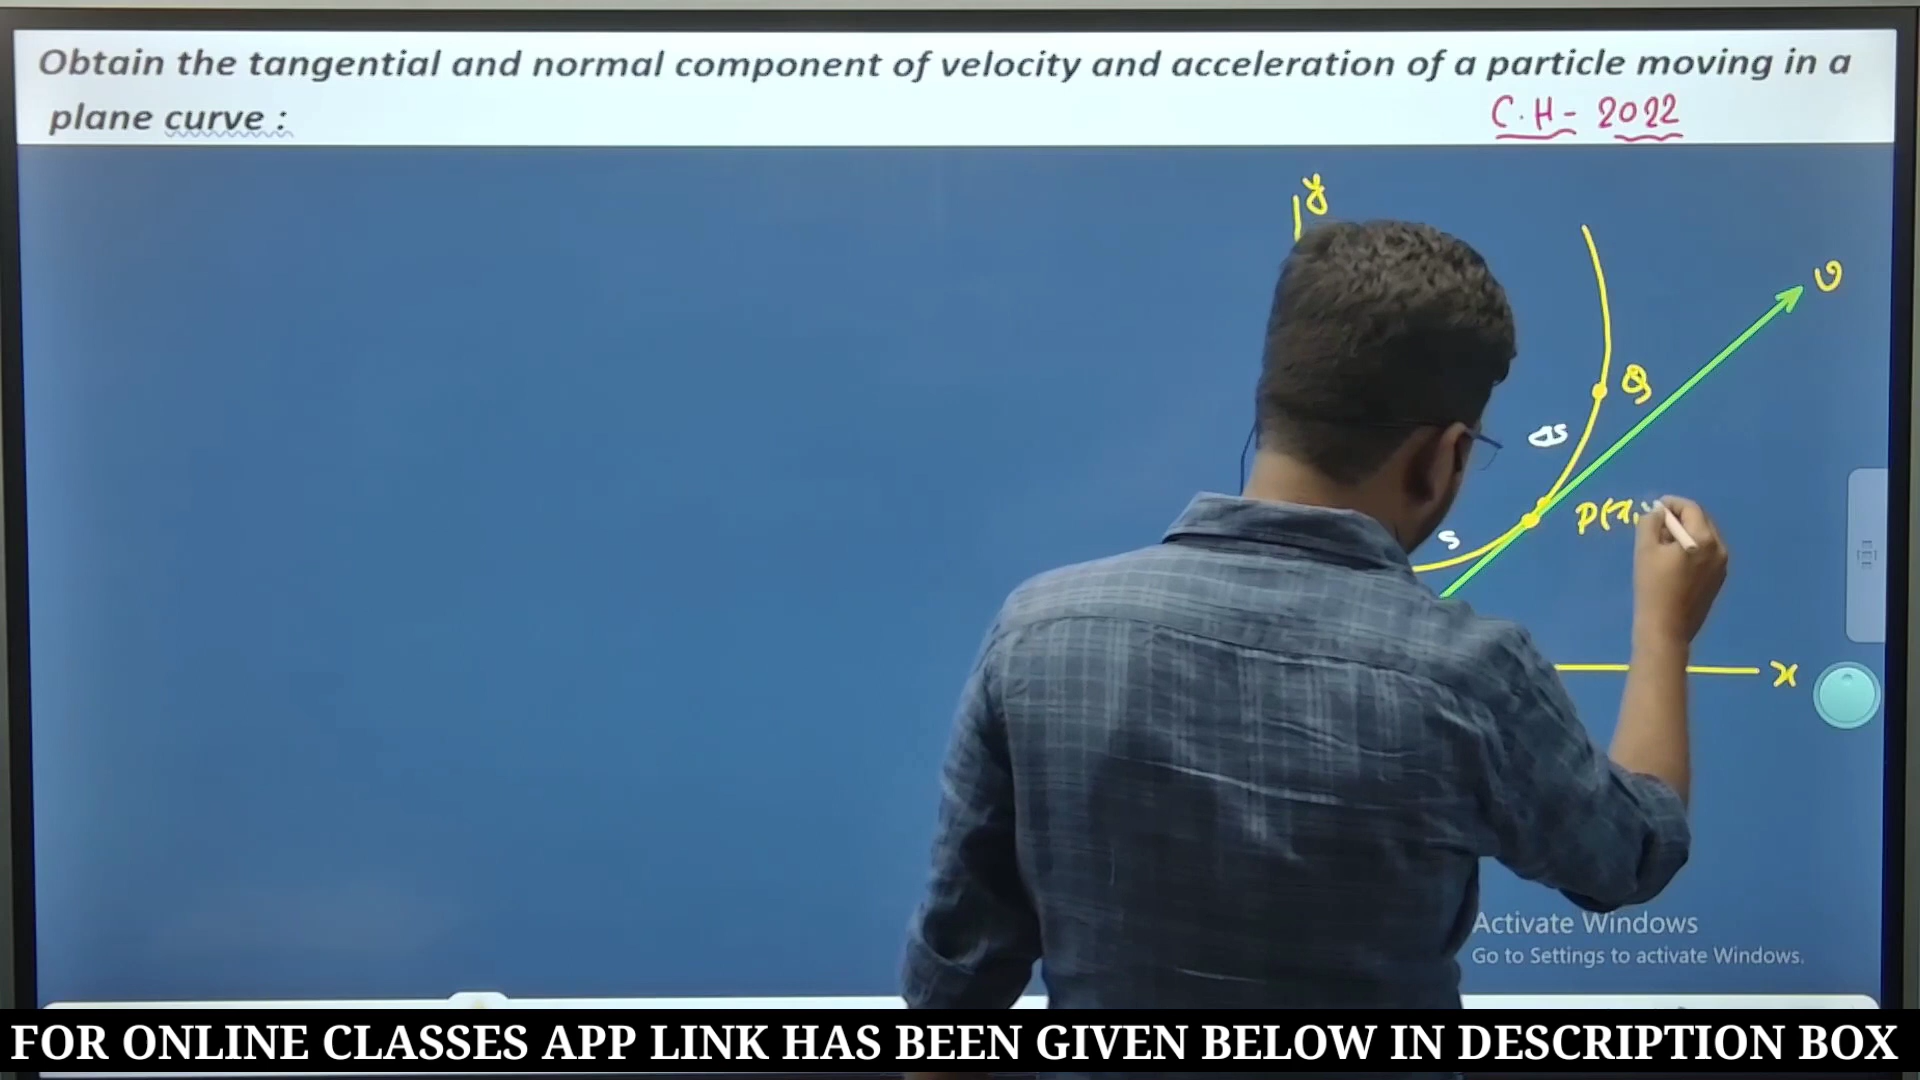 Obtain the tangential and normal component of velocity and acceleration of a particle moving in a
plane curve :
C.H- 2022
y
v
Q
Δs
P(x,y
s
x
Activate Windows
Go to Settings to activate Windows.
FOR ONLINE CLASSES APP LINK HAS BEEN GIVEN BELOW IN DESCRIPTION BOX